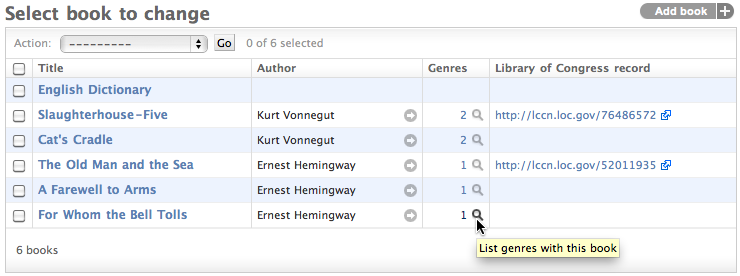 Select book to change
Add book +
Action: --------- Go 0 of 6 selected
Title Author Genres Library of Congress record
English Dictionary
Slaughterhouse-Five Kurt Vonnegut 2 http://lccn.loc.gov/76486572
Cat's Cradle Kurt Vonnegut 2
The Old Man and the Sea Ernest Hemingway 1 http://lccn.loc.gov/52011935
A Farewell to Arms Ernest Hemingway 1
For Whom the Bell Tolls Ernest Hemingway 1
List genres with this book
6 books